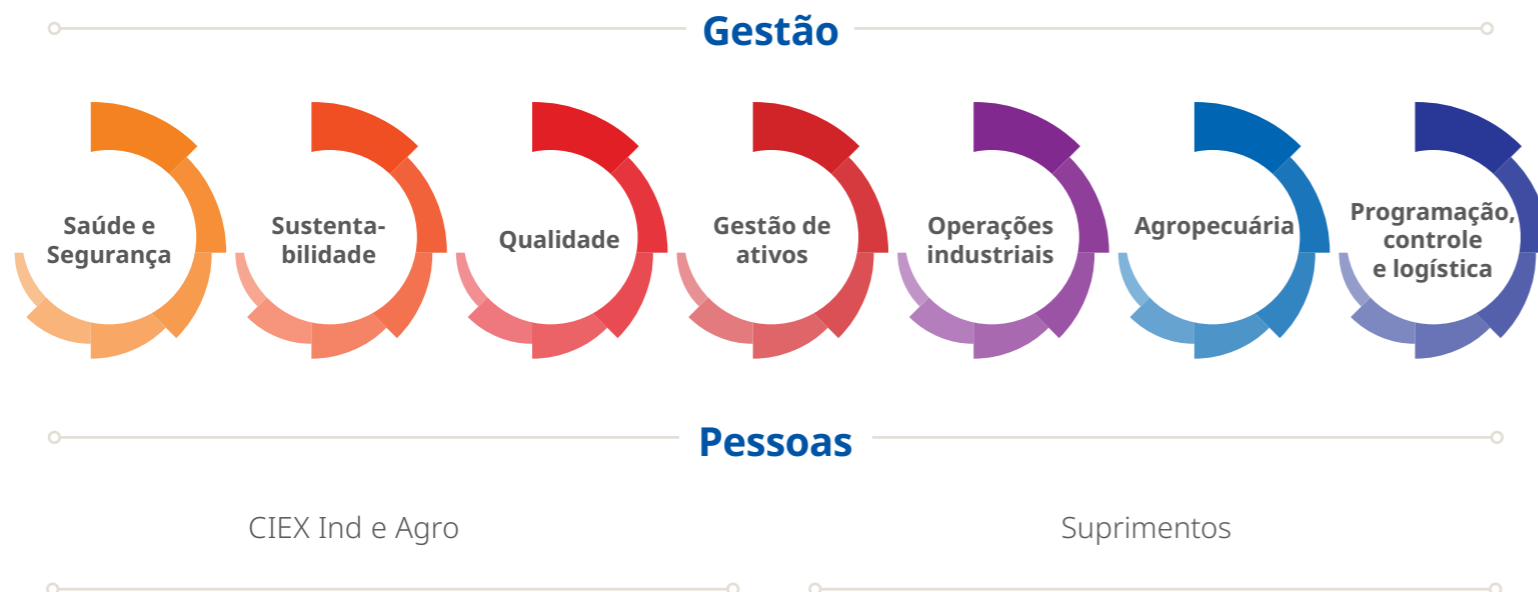 Gestão
Saúde e
Segurança
Sustenta-
bilidade
Qualidade
Gestão de
ativos
Operações
industriais
Agropecuária
Programação,
controle
e logística
Pessoas
CIEX Ind e Agro
Suprimentos